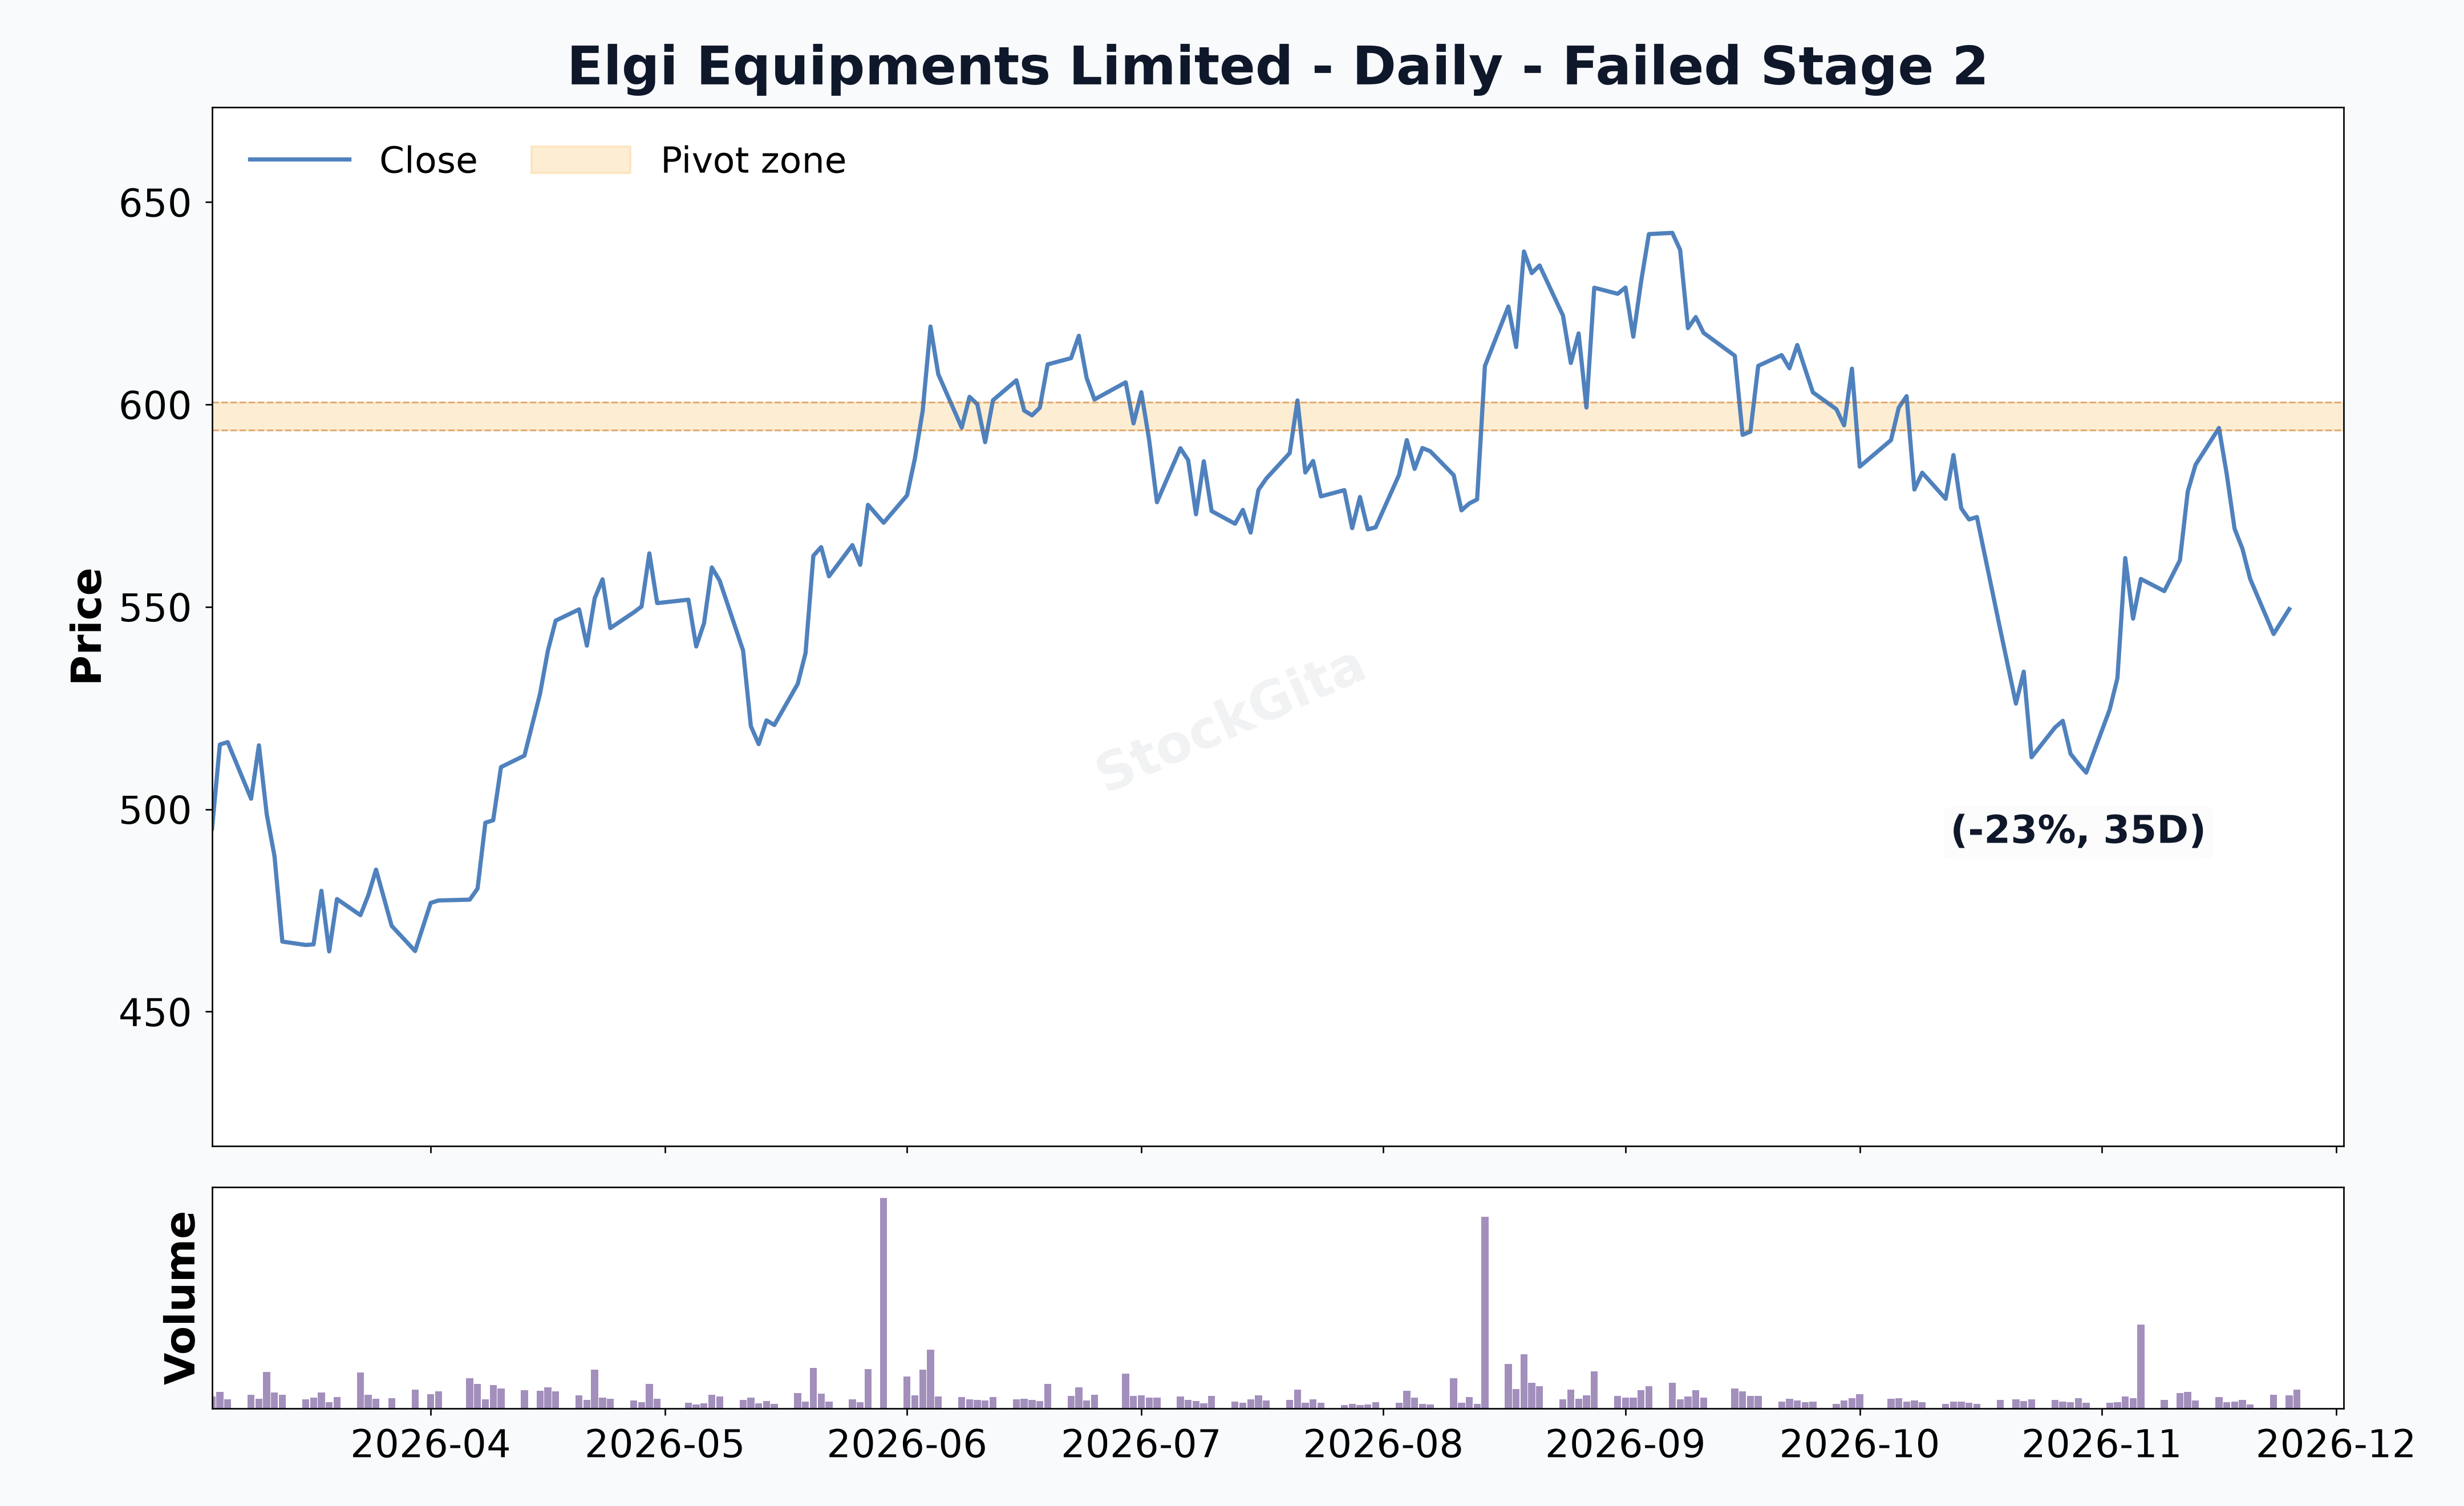 Elgi Equipments Limited - Daily - Failed Stage 2
Close
Pivot zone
650
600
550
500
450
Price
StockGita
(-23%, 35D)
Volume
2026-04
2026-05
2026-06
2026-07
2026-08
2026-09
2026-10
2026-11
2026-12